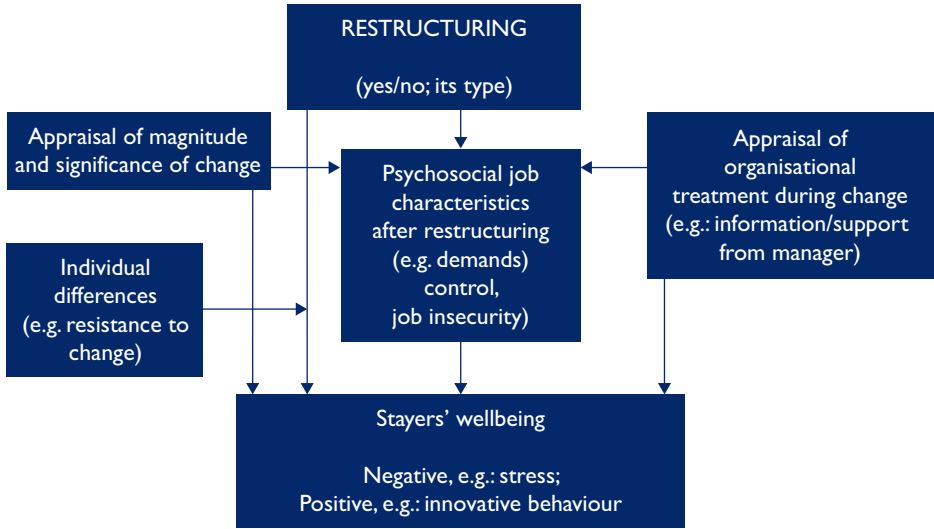 RESTRUCTURING
(yes/no; its type)
Appraisal of magnitude
and significance of change
Psychosocial job
characteristics
after restructuring
(e.g. demands)
control,
job insecurity)
Appraisal of
organisational
treatment during change
(e.g.: information/support
from manager)
Individual
differences
(e.g. resistance to
change)
Stayers’ wellbeing
Negative, e.g.: stress;
Positive, e.g.: innovative behaviour